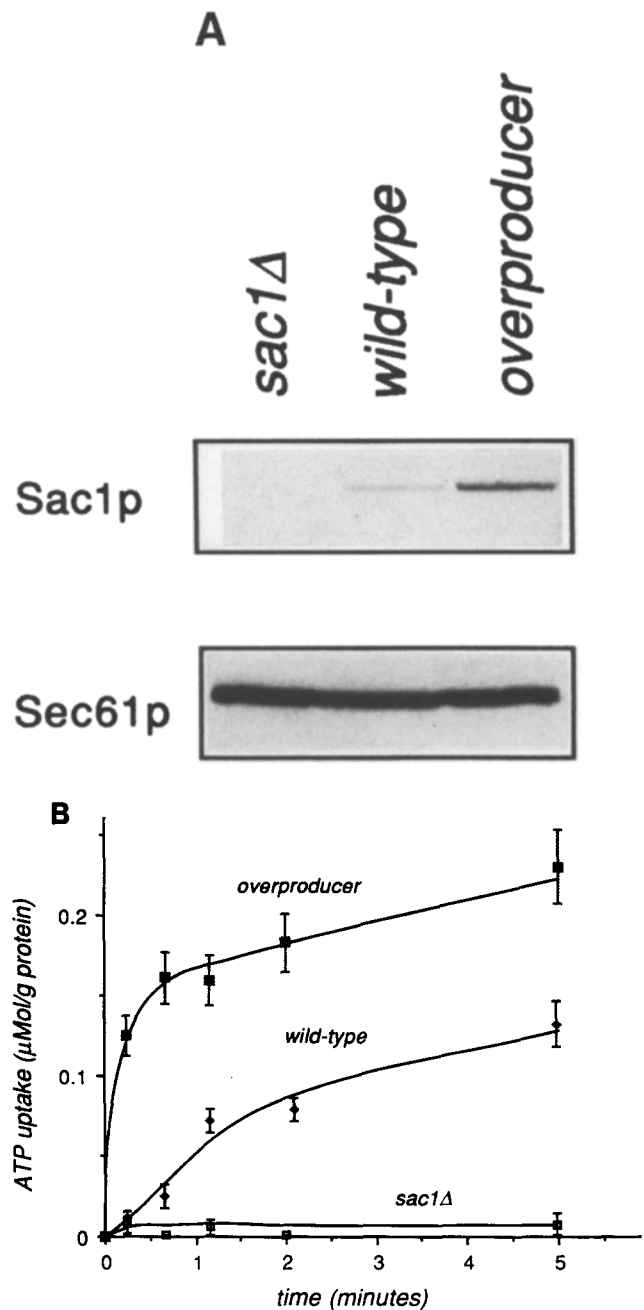 A
sac1Δ
wild-type
overproducer
Sac1p
Sec61p
B
ATP uptake (μMol/g protein)
0.2
0.1
0
overproducer
wild-type
sac1Δ
0 1 2 3 4 5
time (minutes)